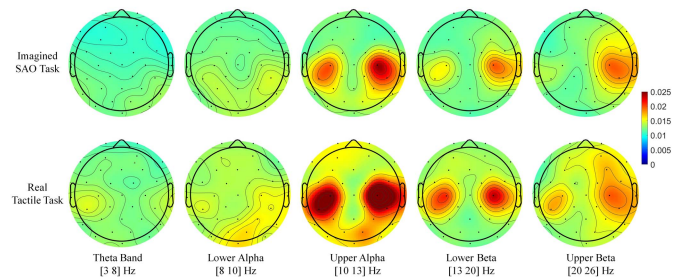 Imagined
SAO Task
0.025
0.02
0.015
0.01
0.005
0
Real
Tactile Task
Theta Band
[3 8] Hz
Lower Alpha
[8 10] Hz
Upper Alpha
[10 13] Hz
Lower Beta
[13 20] Hz
Upper Beta
[20 26] Hz